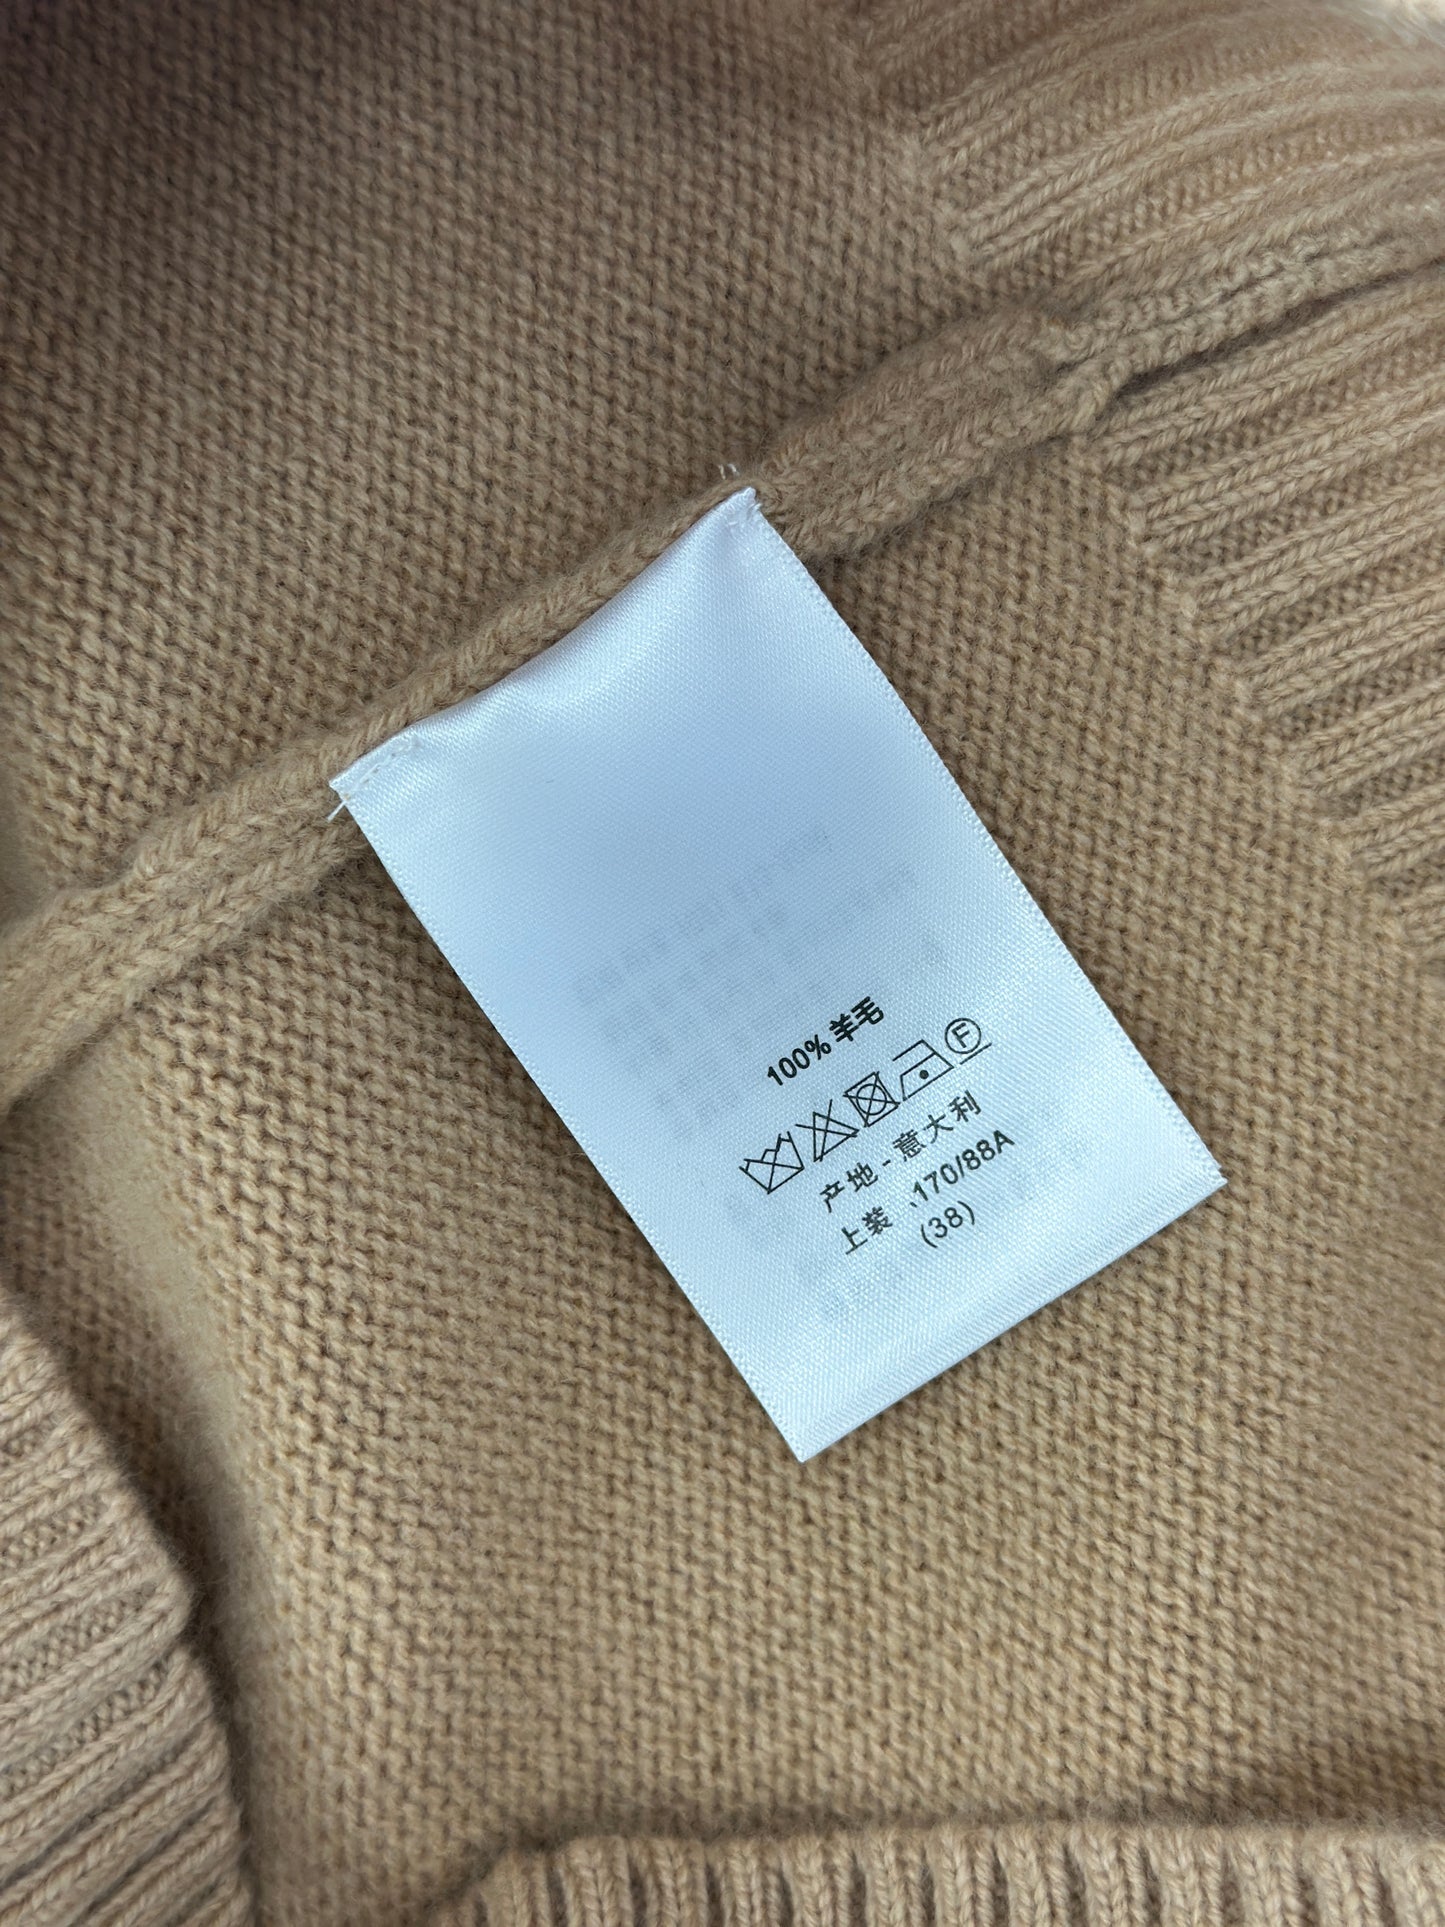 100% 羊毛
F
产地 - 意大利
上装 、170/88A
(38)